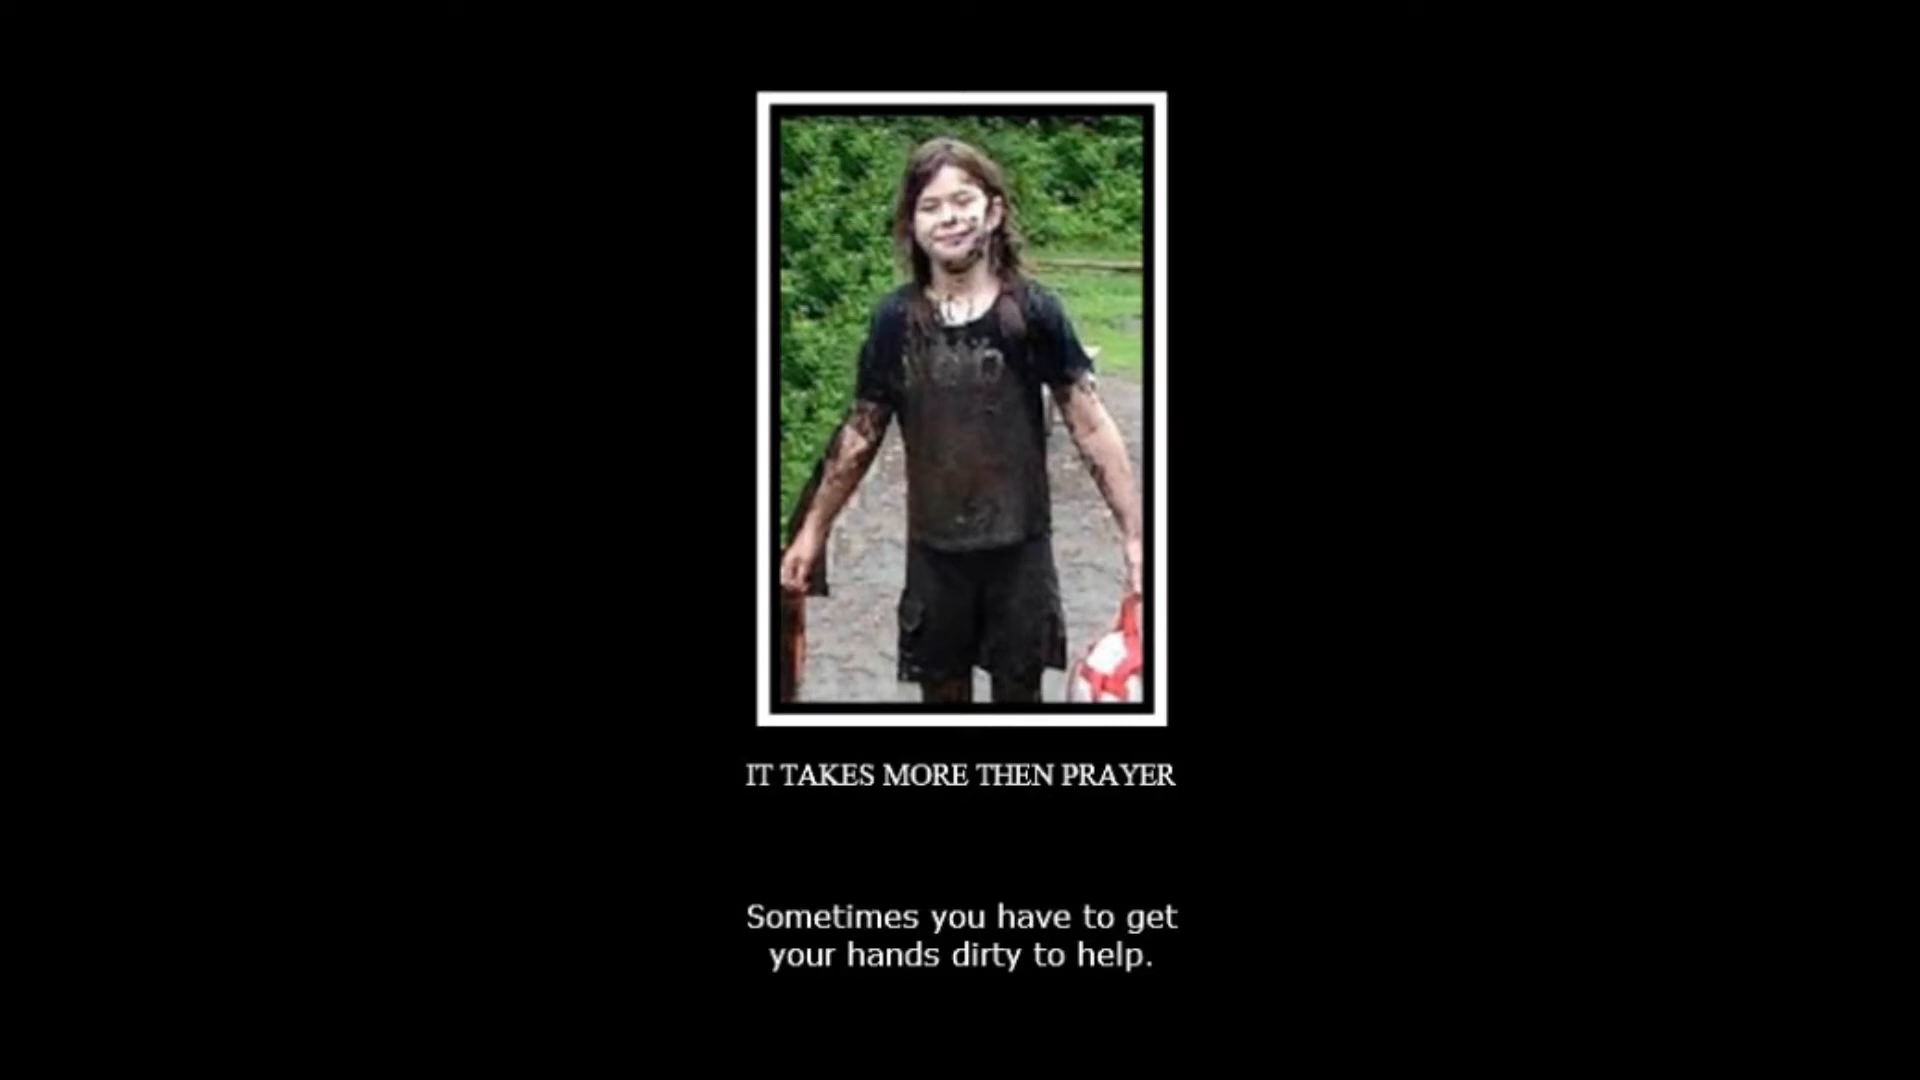 IT TAKES MORE THEN PRAYER
Sometimes you have to get
your hands dirty to help.